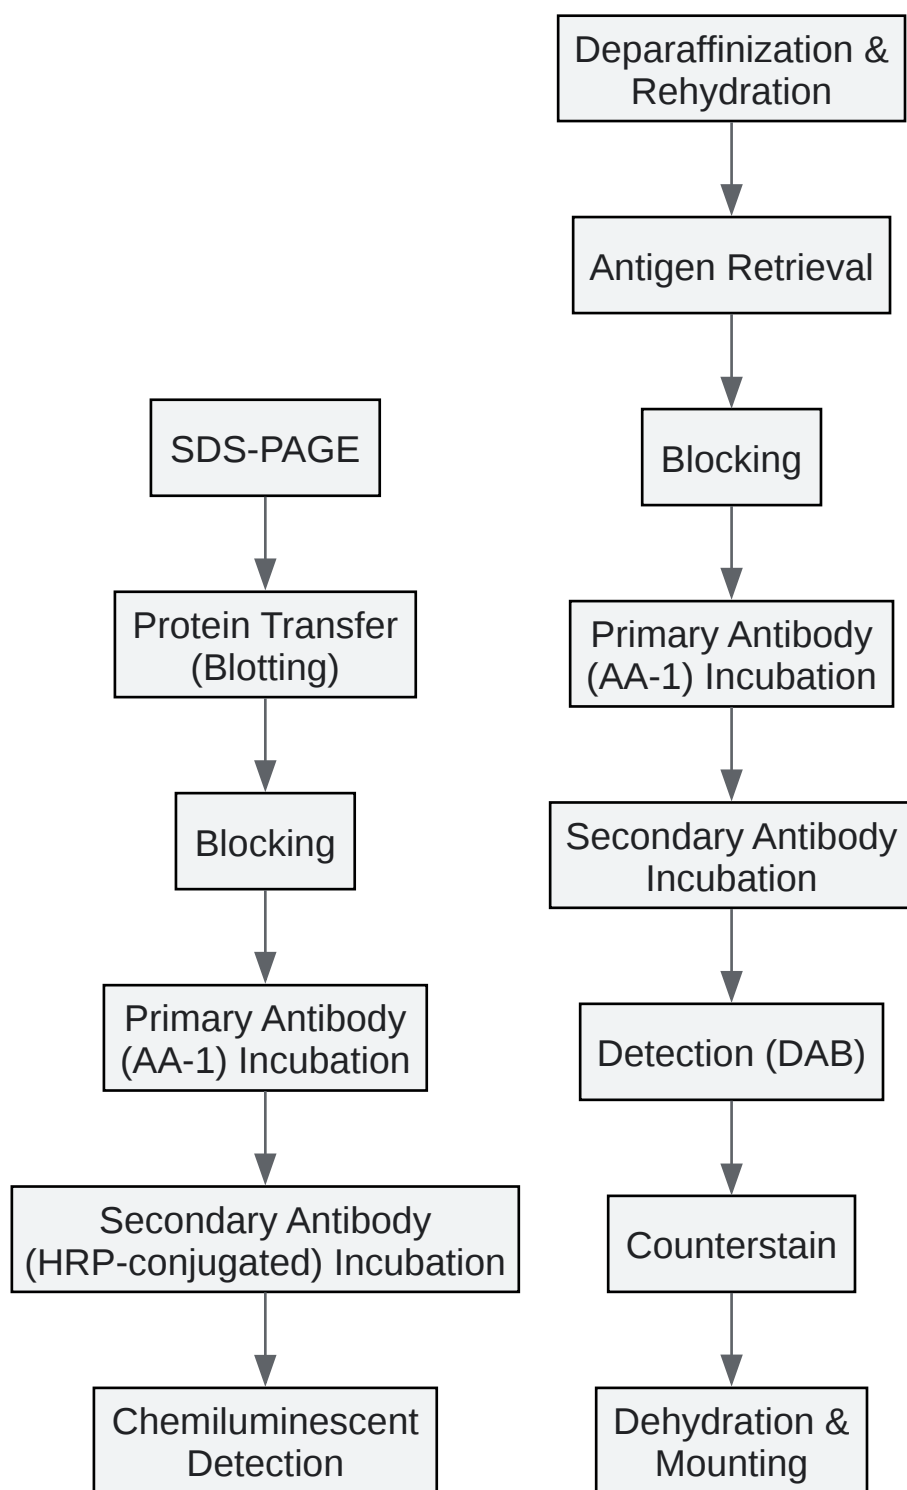 SDS-PAGE
Protein Transfer
(Blotting)
Blocking
Primary Antibody
(AA-1) Incubation
Secondary Antibody
(HRP-conjugated) Incubation
Chemiluminescent
Detection
Deparaffinization &
Rehydration
Antigen Retrieval
Blocking
Primary Antibody
(AA-1) Incubation
Secondary Antibody
Incubation
Detection (DAB)
Counterstain
Dehydration &
Mounting